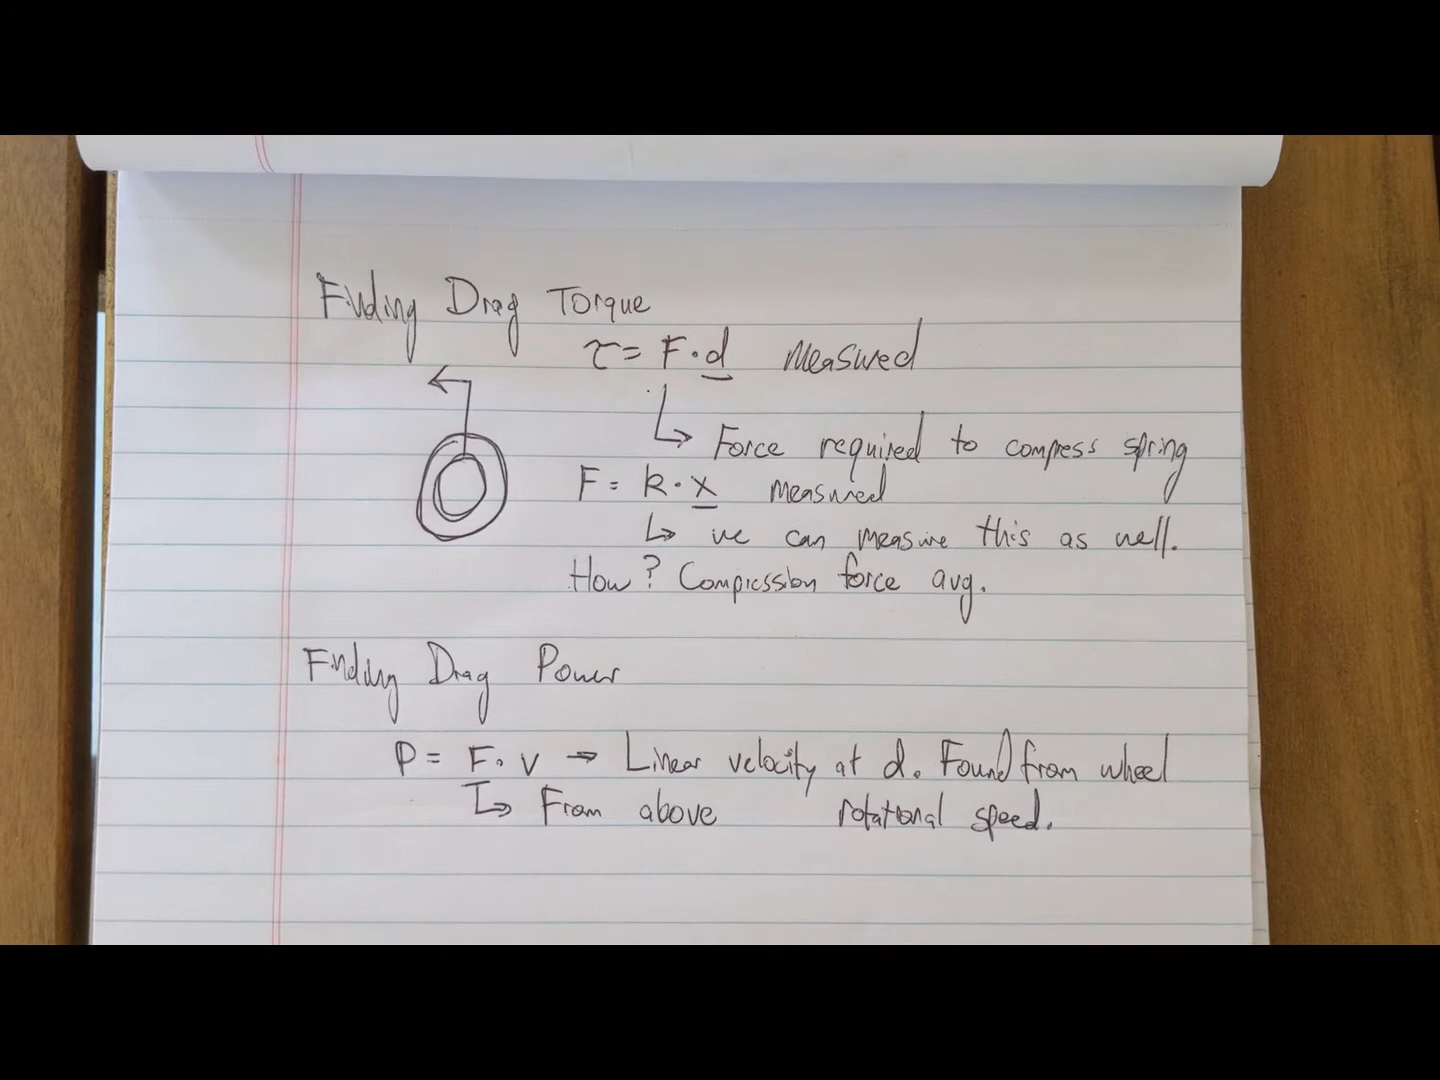 Finding Drag Torque
τ = F · d measured
↳ Force required to compress spring
F = k · x measured
↳ we can measure this as well.
How? Compression force avg.
Finding Drag Power
P = F · v → Linear velocity at d. Found from wheel
↳ From above rotational speed.